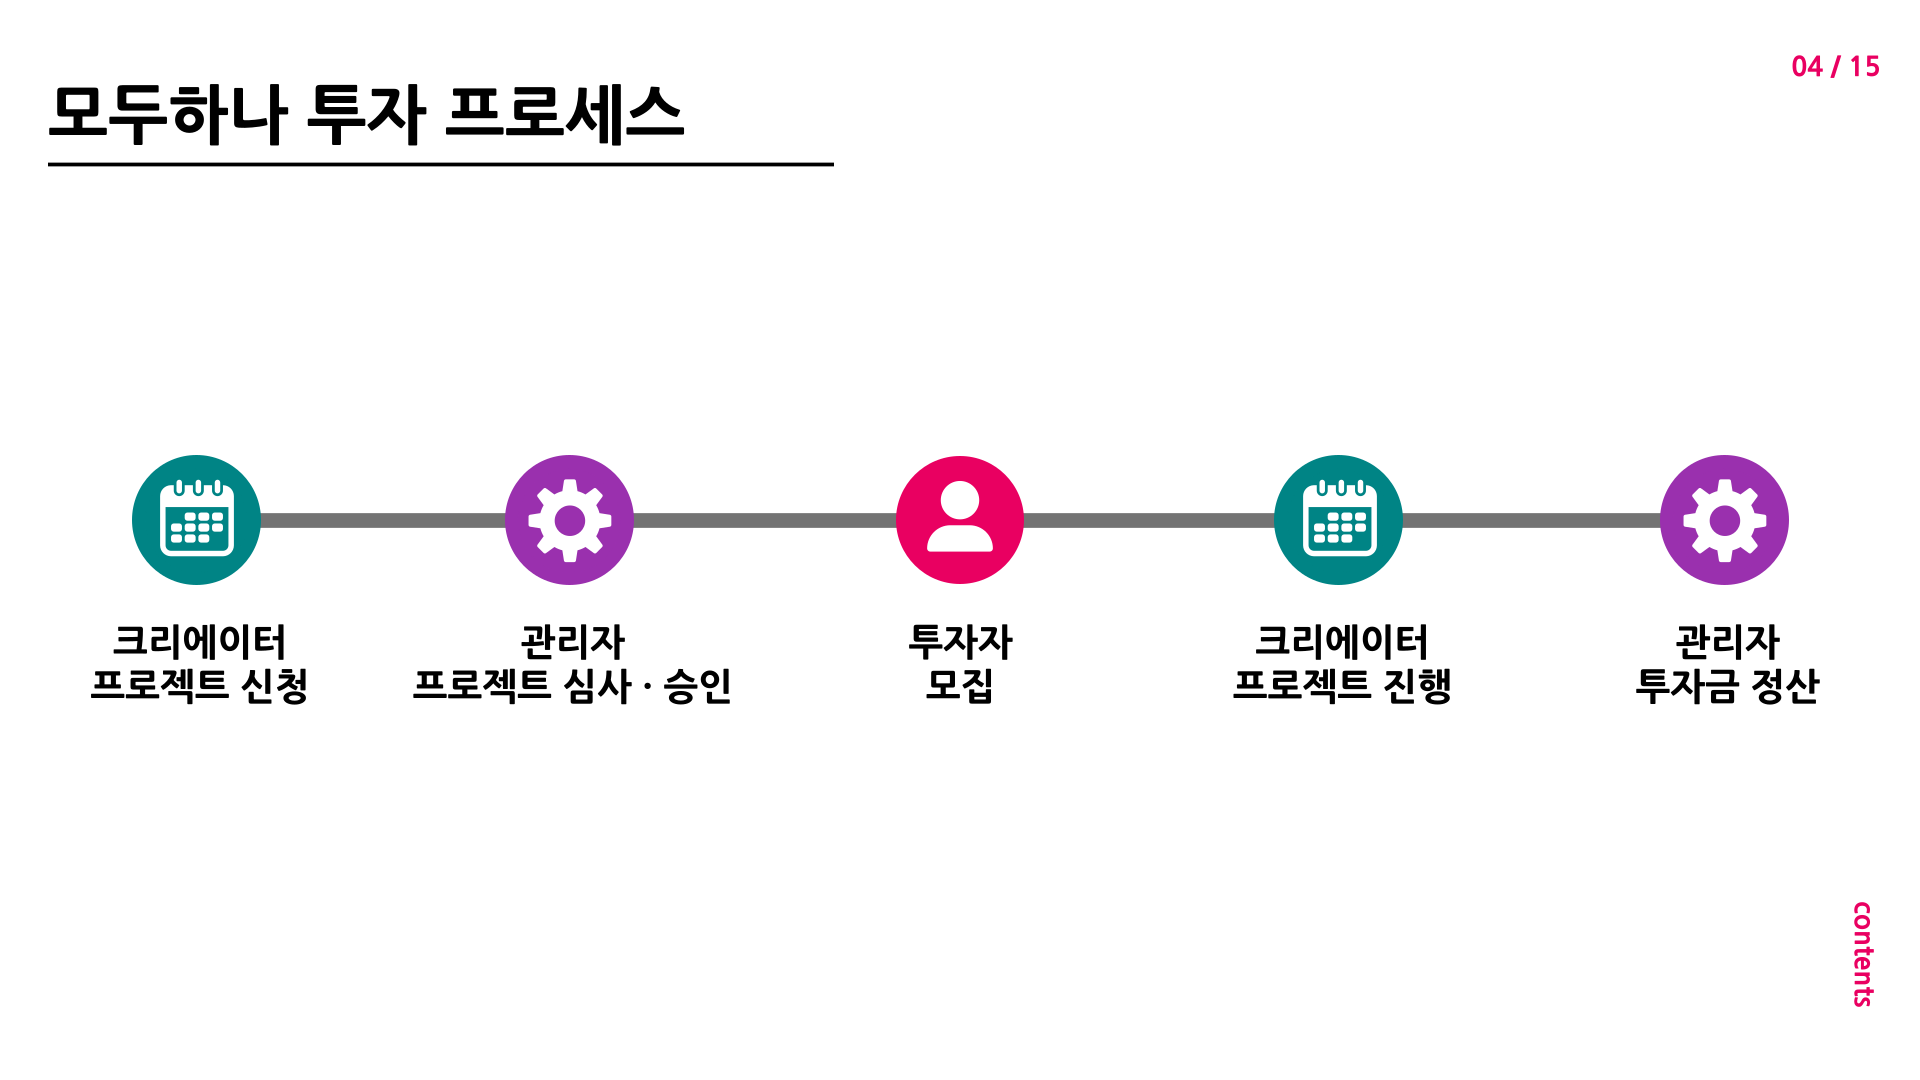 04 / 15
모두하나 투자 프로세스
크리에이터
프로젝트 신청
관리자
프로젝트 심사 · 승인
투자자
모집
크리에이터
프로젝트 진행
관리자
투자금 정산
contents